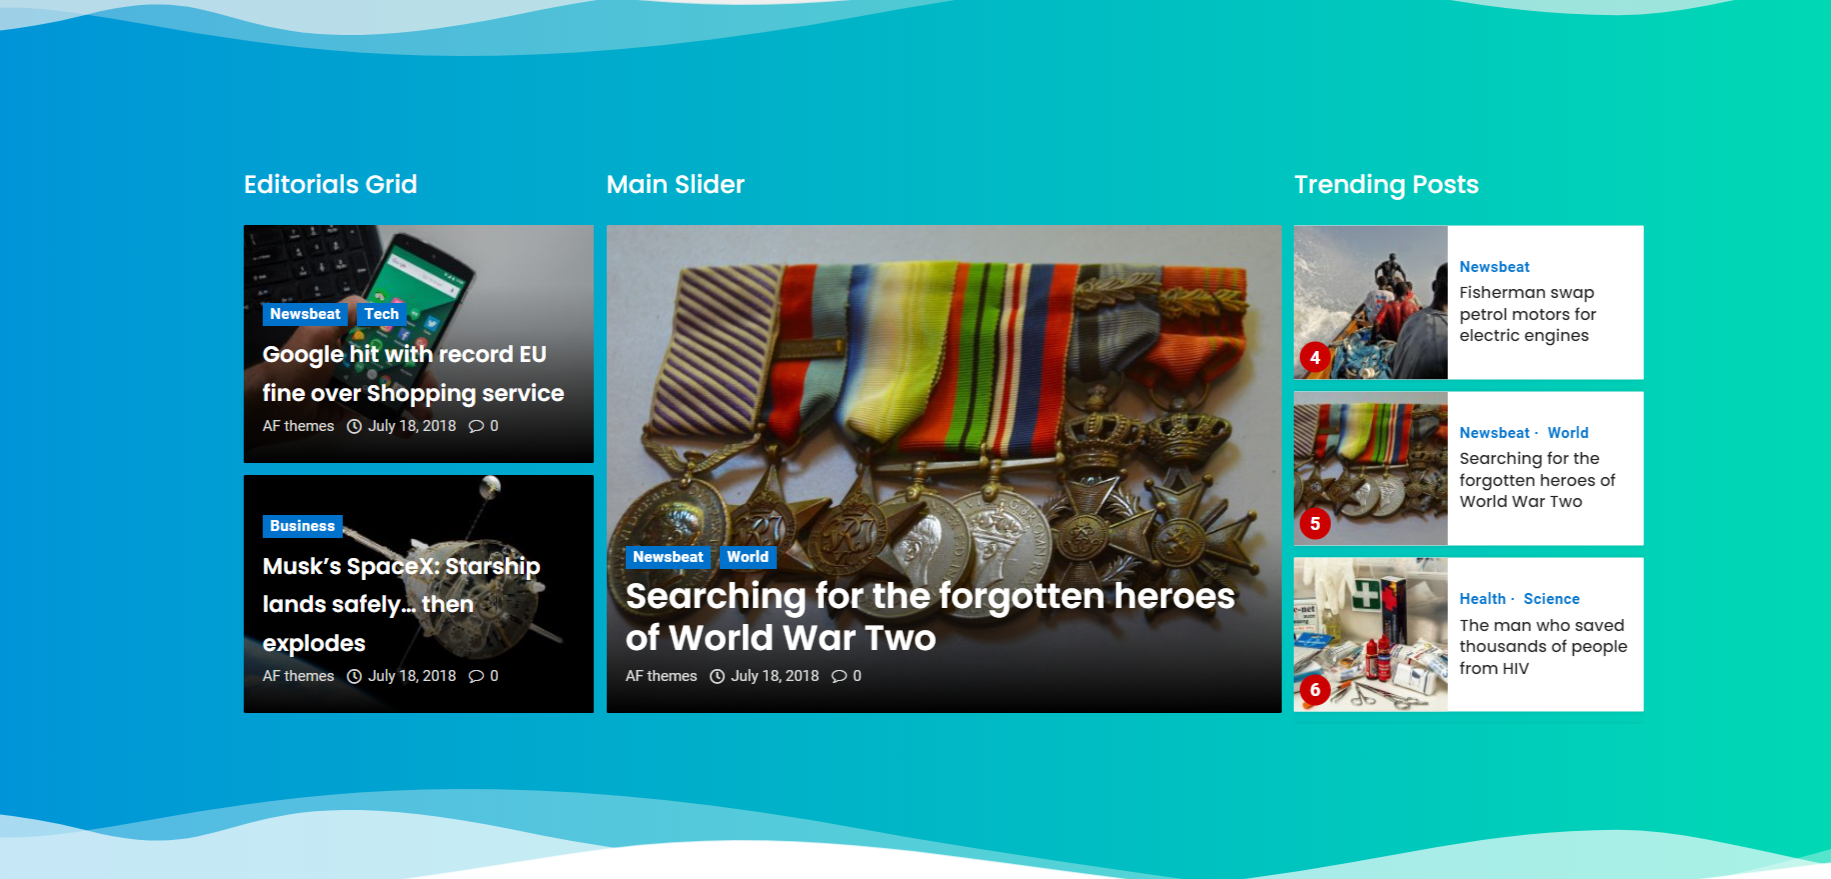 Editorials Grid
Newsbeat Tech
Google hit with record EU
fine over Shopping service
AF themes July 18, 2018 0
Business
Musk’s SpaceX: Starship
lands safely… then
explodes
AF themes July 18, 2018 0
Main Slider
Newsbeat World
Searching for the forgotten heroes
of World War Two
AF themes July 18, 2018 0
Trending Posts
4
Newsbeat
Fisherman swap
petrol motors for
electric engines
5
Newsbeat · World
Searching for the
forgotten heroes of
World War Two
6
Health · Science
The man who saved
thousands of people
from HIV